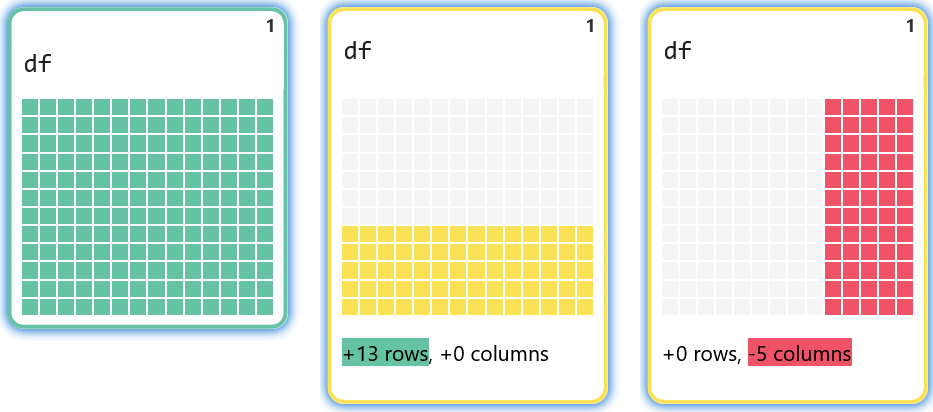 1
df
1
df
+13 rows, +0 columns
1
df
+0 rows, -5 columns